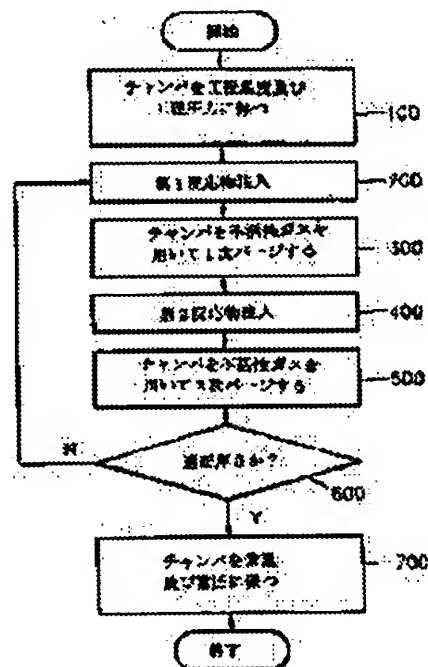 開始
チャンバを工程温度及び
工程圧力に保つ
100
第1反応物注入
200
チャンバを不活性ガスを
用いて1次パージする
300
第2反応物注入
400
チャンバを不活性ガスを
用いて2次パージする
500
適正厚さか?
N
600
Y
チャンバを常温
及び常圧に保つ
700
終了